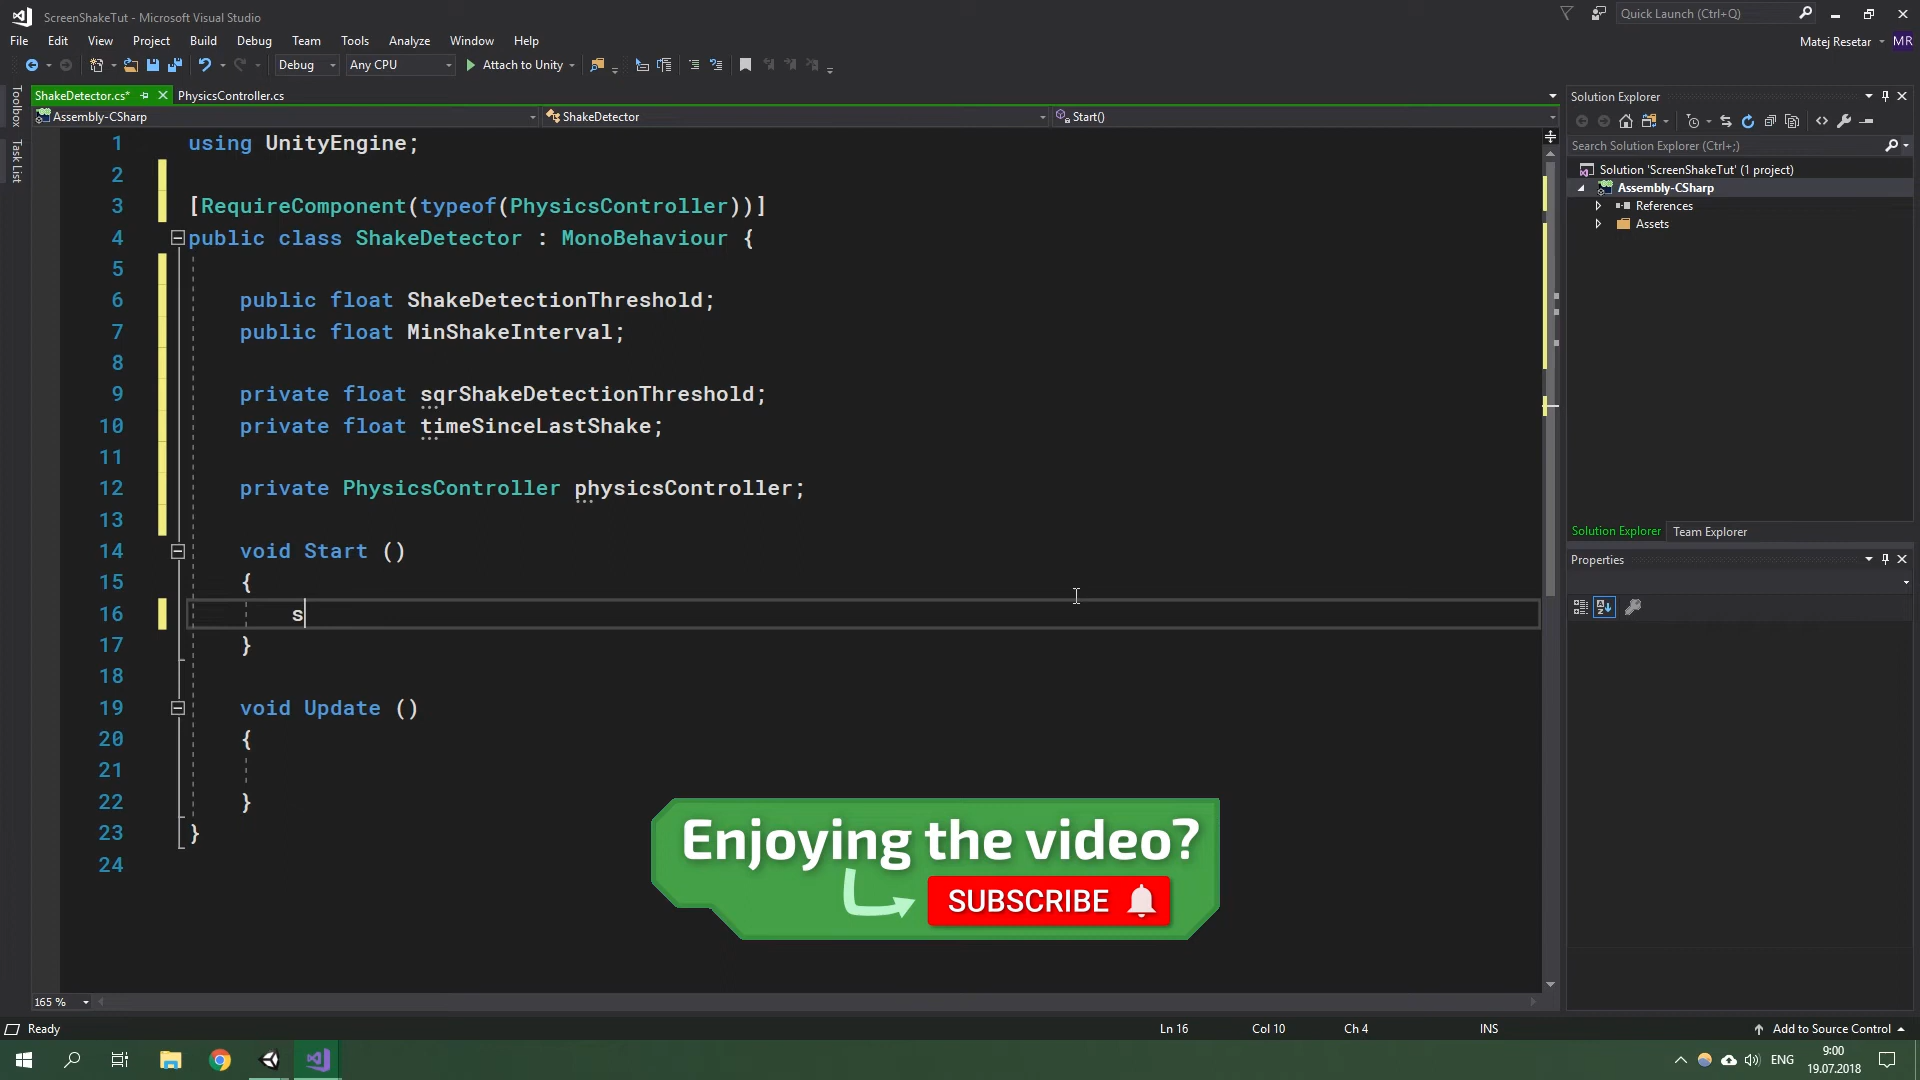 ScreenShakeTut - Microsoft Visual Studio
Quick Launch (Ctrl+Q)
File Edit View Project Build Debug Team Tools Analyze Window Help
Matej Resetar MR
Debug Any CPU Attach to Unity
ShakeDetector.cs* PhysicsController.cs
Assembly-CSharp ShakeDetector Start()
Toolbox
Task List
1 using UnityEngine;
2
3 [RequireComponent(typeof(PhysicsController))]
4 public class ShakeDetector : MonoBehaviour {
5
6 public float ShakeDetectionThreshold;
7 public float MinShakeInterval;
8
9 private float sqrShakeDetectionThreshold;
10 private float timeSinceLastShake;
11
12 private PhysicsController physicsController;
13
14 void Start ()
15 {
16 s
17 }
18
19 void Update ()
20 {
21
22 }
23 }
24
Enjoying the video?
SUBSCRIBE
Solution Explorer
Search Solution Explorer (Ctrl+;)
Solution 'ScreenShakeTut' (1 project)
Assembly-CSharp
References
Assets
Solution Explorer Team Explorer
Properties
165 %
Ready Ln 16 Col 10 Ch 4 INS Add to Source Control
ENG 9:00
19.07.2018